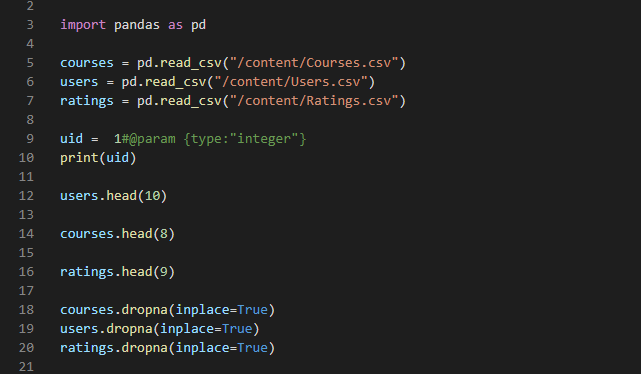 2
3 import pandas as pd
4
5 courses = pd.read_csv("/content/Courses.csv")
6 users = pd.read_csv("/content/Users.csv")
7 ratings = pd.read_csv("/content/Ratings.csv")
8
9 uid =  1#@param {type:"integer"}
10 print(uid)
11
12 users.head(10)
13
14 courses.head(8)
15
16 ratings.head(9)
17
18 courses.dropna(inplace=True)
19 users.dropna(inplace=True)
20 ratings.dropna(inplace=True)
21